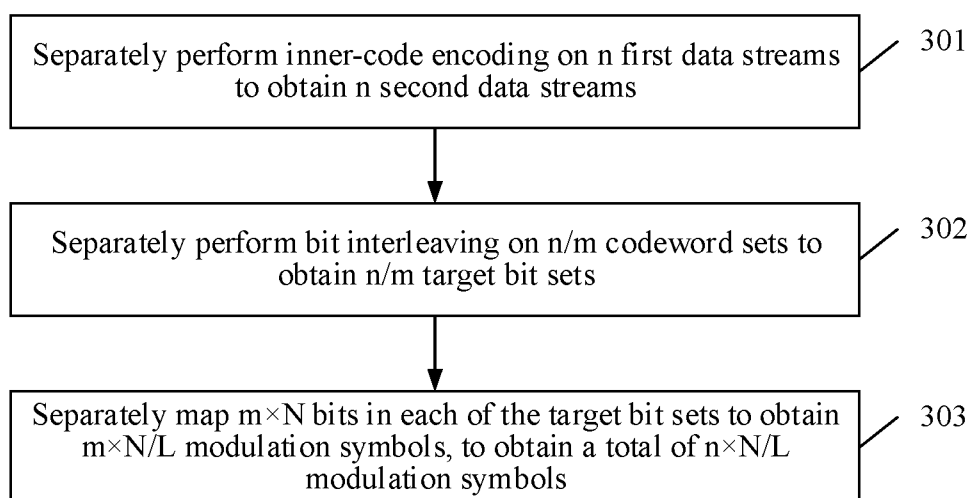 Separately perform inner-code encoding on n first data streams
to obtain n second data streams
301
Separately perform bit interleaving on n/m codeword sets to
obtain n/m target bit sets
302
Separately map m×N bits in each of the target bit sets to obtain
m×N/L modulation symbols, to obtain a total of n×N/L
modulation symbols
303